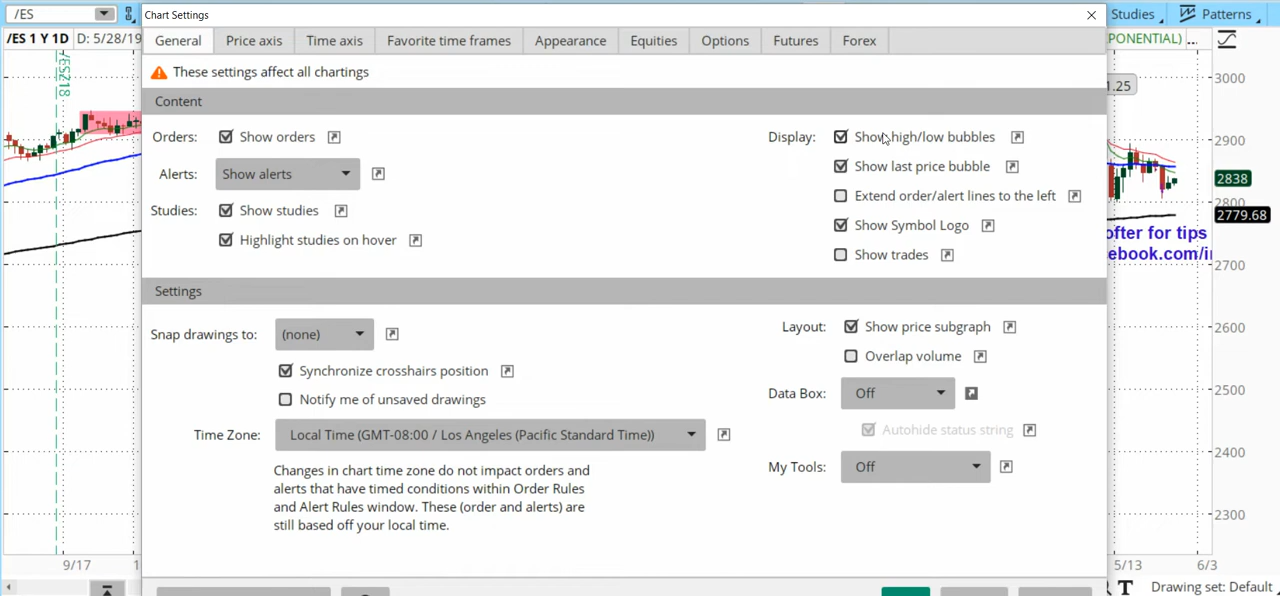 /ES
Chart Settings
Studies
Patterns
/ES 1 Y 1D
D: 5/28/19
General
Price axis
Time axis
Favorite time frames
Appearance
Equities
Options
Futures
Forex
PONENTIAL) ...
These settings affect all chartings
/ESZ18
3000
1.25
Content
Orders:
Show orders
Display:
Show high/low bubbles
2900
Alerts:
Show alerts
Show last price bubble
2838
Studies:
Show studies
Extend order/alert lines to the left
2800
2779.68
Highlight studies on hover
Show Symbol Logo
ofter for tips
Show trades
ebook.com/i
2700
Settings
Snap drawings to:
(none)
Layout:
Show price subgraph
2600
Synchronize crosshairs position
Overlap volume
Notify me of unsaved drawings
Data Box:
Off
2500
Time Zone:
Local Time (GMT-08:00 / Los Angeles (Pacific Standard Time))
Autohide status string
2400
Changes in chart time zone do not impact orders and
alerts that have timed conditions within Order Rules
and Alert Rules window. These (order and alerts) are
still based off your local time.
My Tools:
Off
2300
9/17
1
5/13
6/3
T
Drawing set: Default